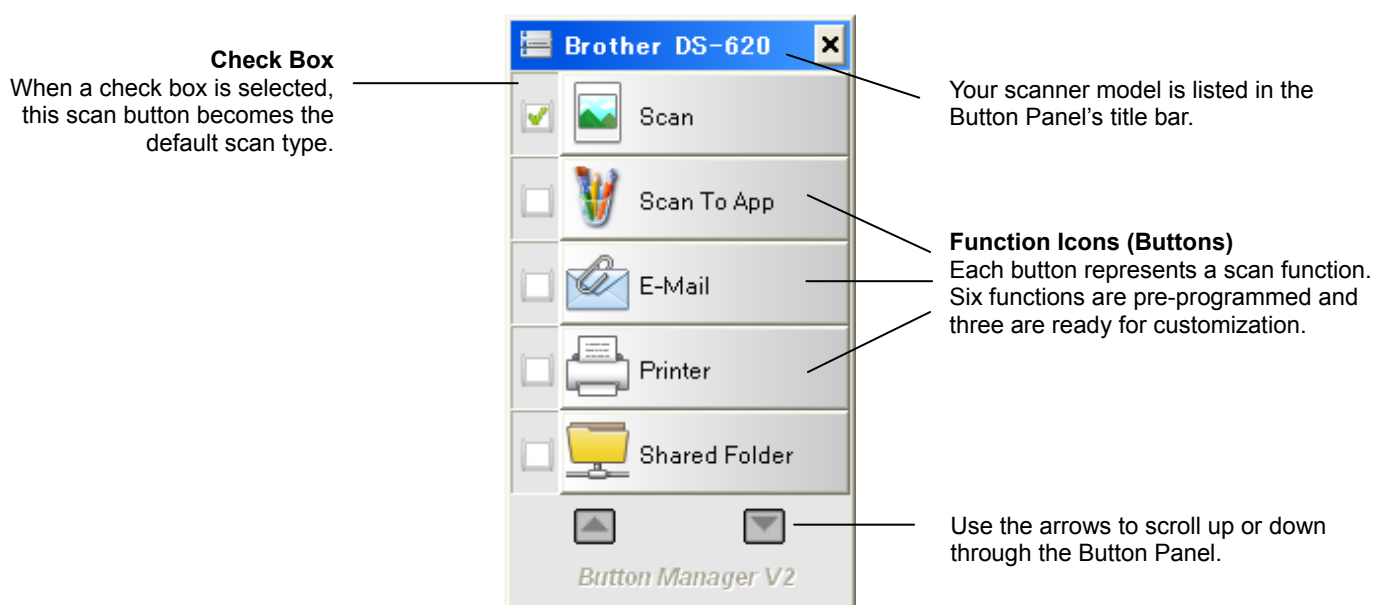 Check Box
When a check box is selected,
this scan button becomes the
default scan type.
Brother DS-620
Scan
Scan To App
E-Mail
Printer
Shared Folder
Button Manager V2
Your scanner model is listed in the
Button Panel's title bar.
Function Icons (Buttons)
Each button represents a scan function.
Six functions are pre-programmed and
three are ready for customization.
Use the arrows to scroll up or down
through the Button Panel.